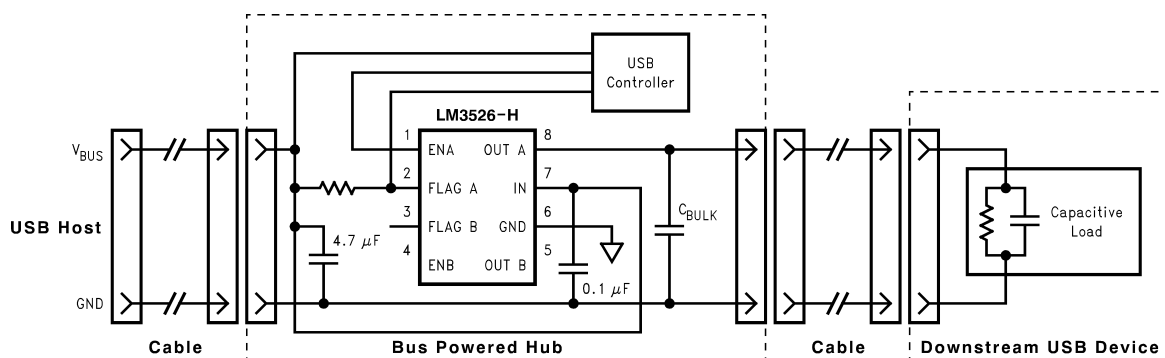 USB
Controller
LM3526-H
V_BUS
USB Host
GND
1
2
3
4
ENA
FLAG A
FLAG B
ENB
OUT A
IN
GND
OUT B
8
7
6
5
4.7 µF
0.1 µF
C_BULK
Capacitive
Load
Cable
Bus Powered Hub
Cable
Downstream USB Device